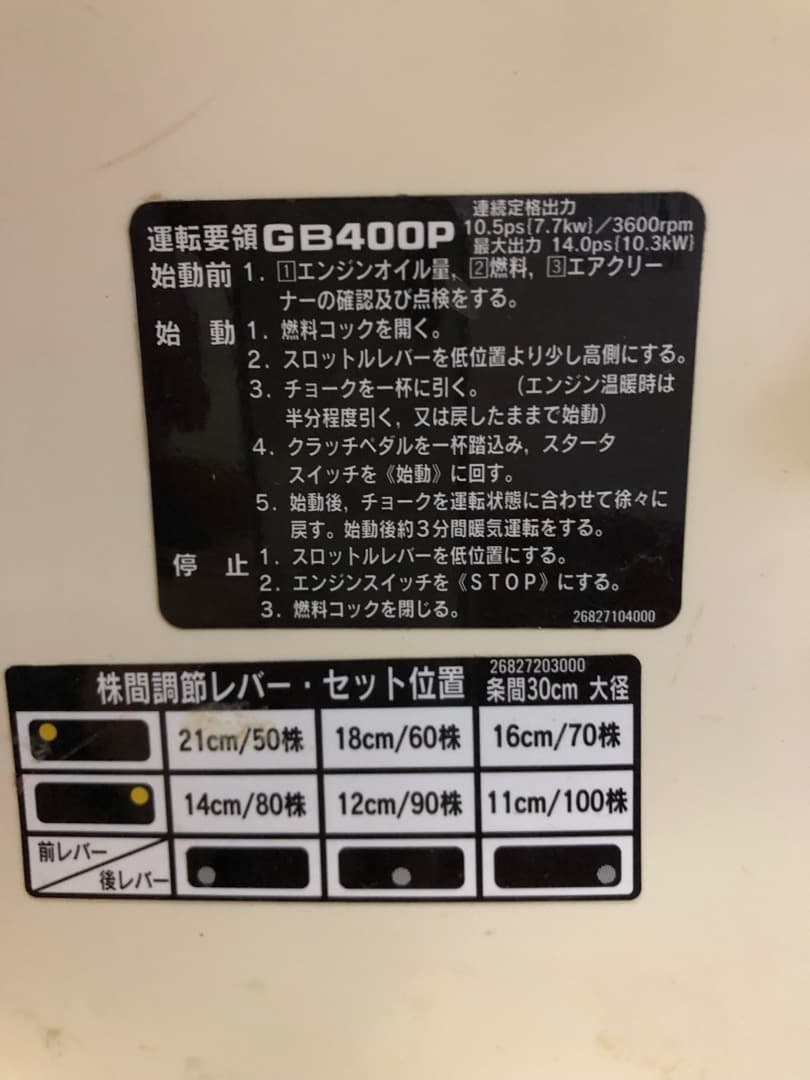 運転要領GB400P 連続定格出力
10.5ps{7.7kw}/3600rpm
最大出力 14.0ps{10.3kW}
始動前 1. 1エンジンオイル量, 2燃料, 3エアクリー
ナーの確認及び点検をする。
始 動 1. 燃料コックを開く。
2. スロットルレバーを低位置より少し高側にする。
3. チョークを一杯に引く。 (エンジン温暖時は
半分程度引く, 又は戻したままで始動)
4. クラッチペダルを一杯踏込み, スタータ
スイッチを《始動》に回す。
5. 始動後, チョークを運転状態に合わせて徐々に
戻す。始動後約3分間暖気運転をする。
停 止 1. スロットルレバーを低位置にする。
2. エンジンスイッチを《STOP》にする。
3. 燃料コックを閉じる。
26827104000
株間調節レバー・セット位置 26827203000
条間30cm 大径
21cm/50株 18cm/60株 16cm/70株
14cm/80株 12cm/90株 11cm/100株
前レバー
後レバー